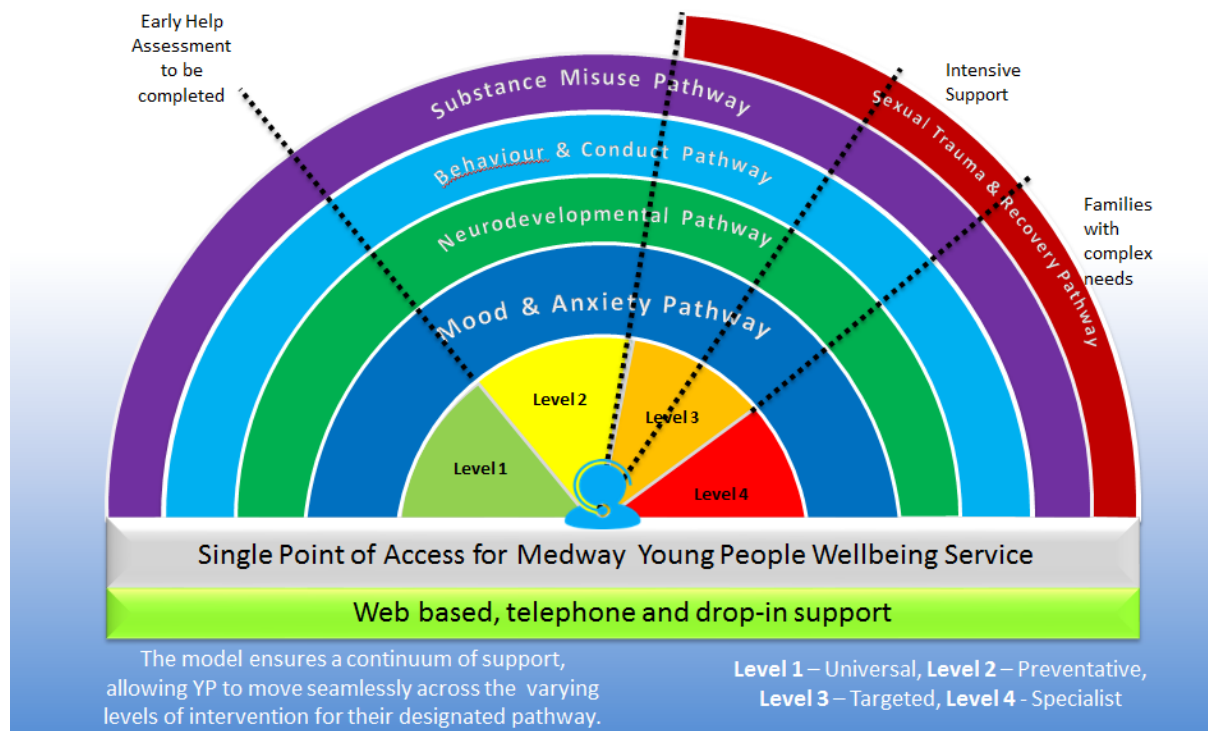 Early Help
Assessment
to be
completed
Substance Misuse Pathway
Behaviour & Conduct Pathway
Neurodevelopmental Pathway
Mood & Anxiety Pathway
Sexual Trauma & Recovery Pathway
Intensive
Support
Families
with
complex
needs
Level 1
Level 2
Level 3
Level 4
Single Point of Access for Medway Young People Wellbeing Service
Web based, telephone and drop-in support
The model ensures a continuum of support,
allowing YP to move seamlessly across the varying
levels of intervention for their designated pathway.
Level 1 – Universal, Level 2 – Preventative,
Level 3 – Targeted, Level 4 - Specialist